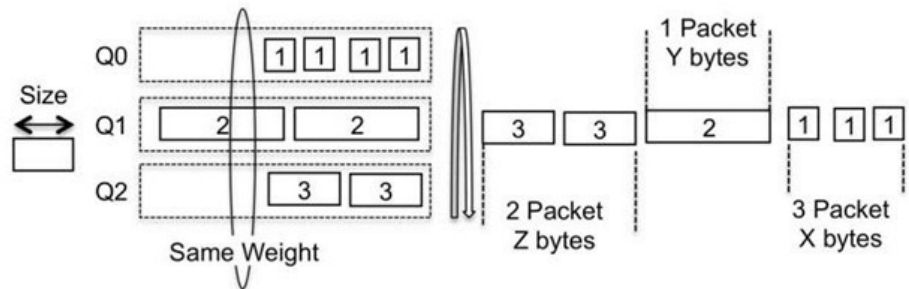 1 Packet
Y bytes
Q0
1 1 1 1
Size
Q1
2 2
3 3 2 1 1 1
Q2
3 3
2 Packet
Z bytes
3 Packet
X bytes
Same Weight